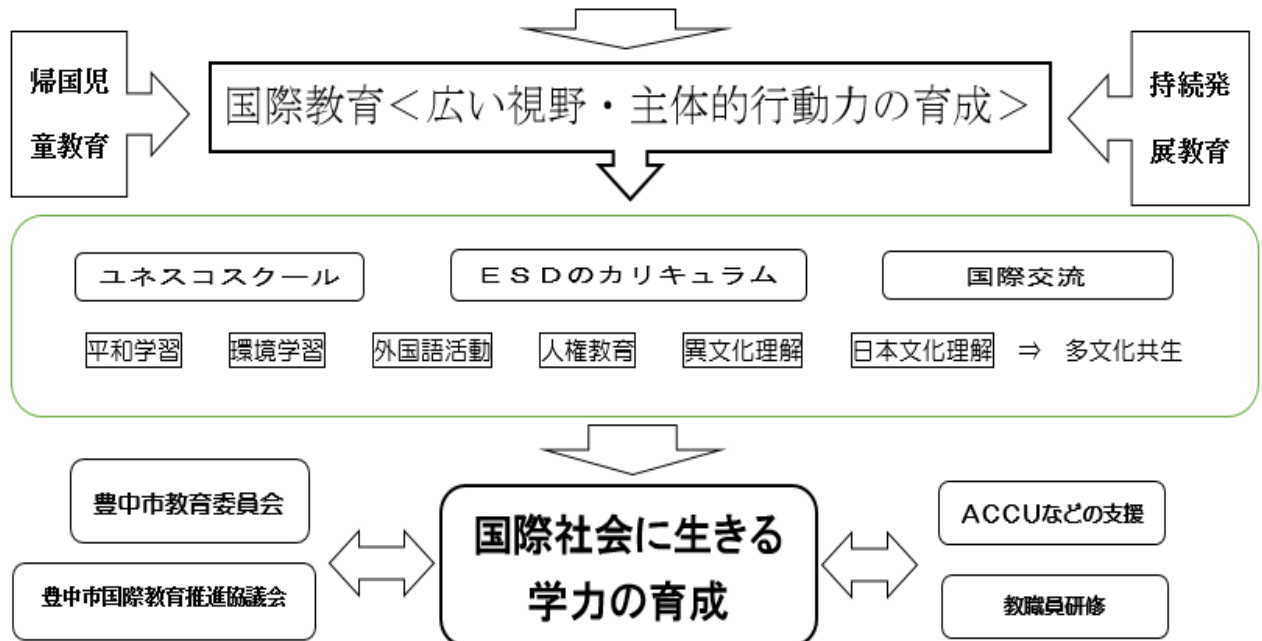 帰国児
童教育
国際教育＜広い視野・主体的行動力の育成＞
持続発
展教育
ユネスコスクール
ＥＳＤのカリキュラム
国際交流
平和学習 環境学習 外国語活動 人権教育 異文化理解 日本文化理解 ⇒ 多文化共生
豊中市教育委員会
豊中市国際教育推進協議会
国際社会に生きる
学力の育成
ＡＣＣＵなどの支援
教職員研修